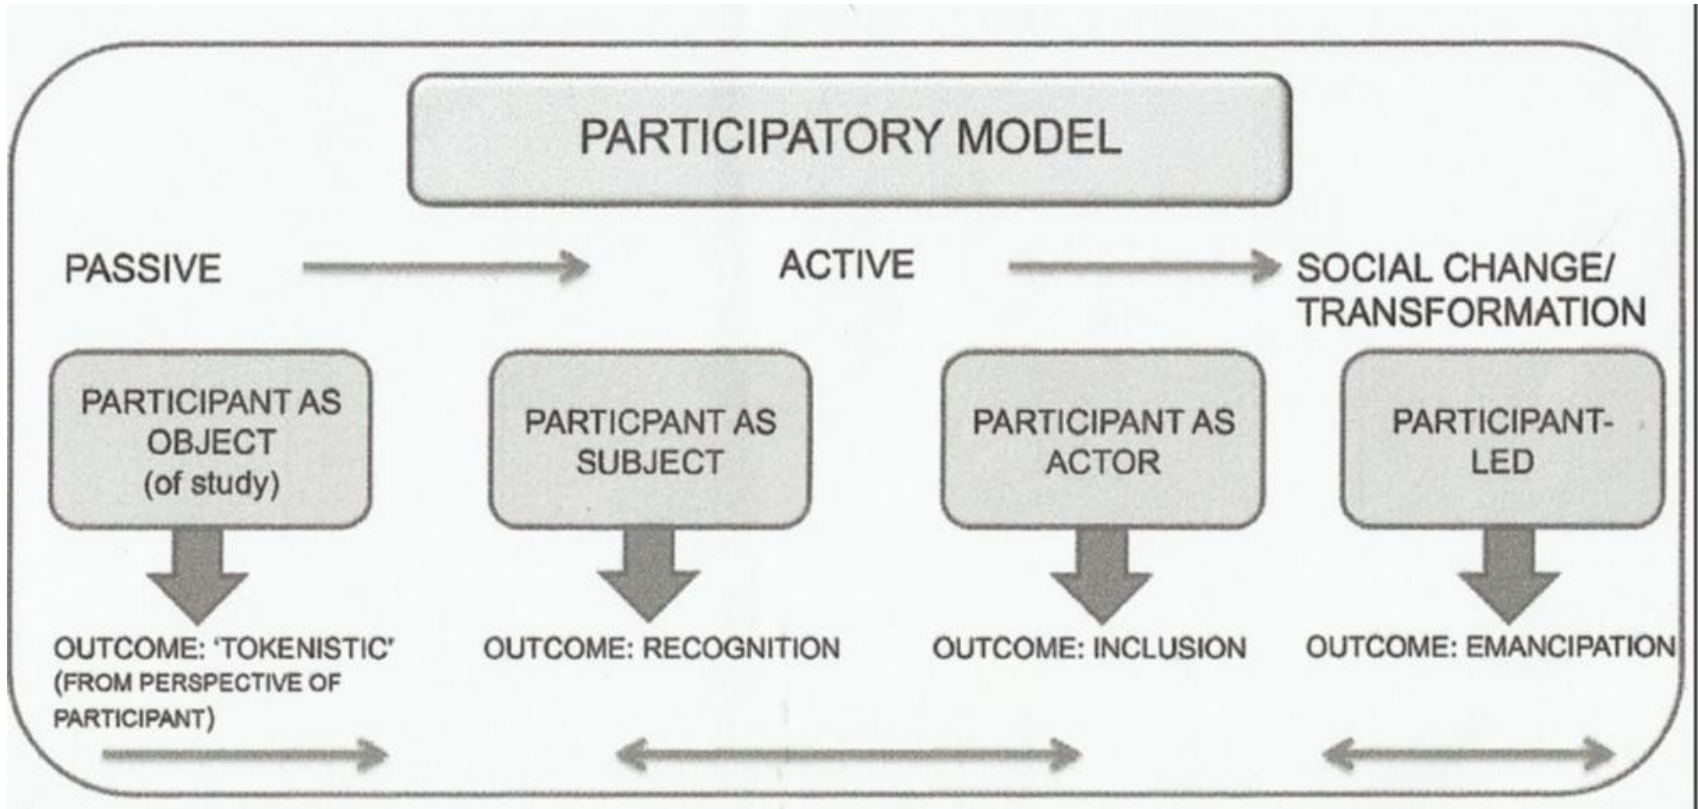 PARTICIPATORY MODEL
PASSIVE
ACTIVE
SOCIAL CHANGE/
TRANSFORMATION
PARTICIPANT AS
OBJECT
(of study)
PARTICPANT AS
SUBJECT
PARTICIPANT AS
ACTOR
PARTICIPANT-
LED
OUTCOME: ‘TOKENISTIC’
(FROM PERSPECTIVE OF
PARTICIPANT)
OUTCOME: RECOGNITION
OUTCOME: INCLUSION
OUTCOME: EMANCIPATION